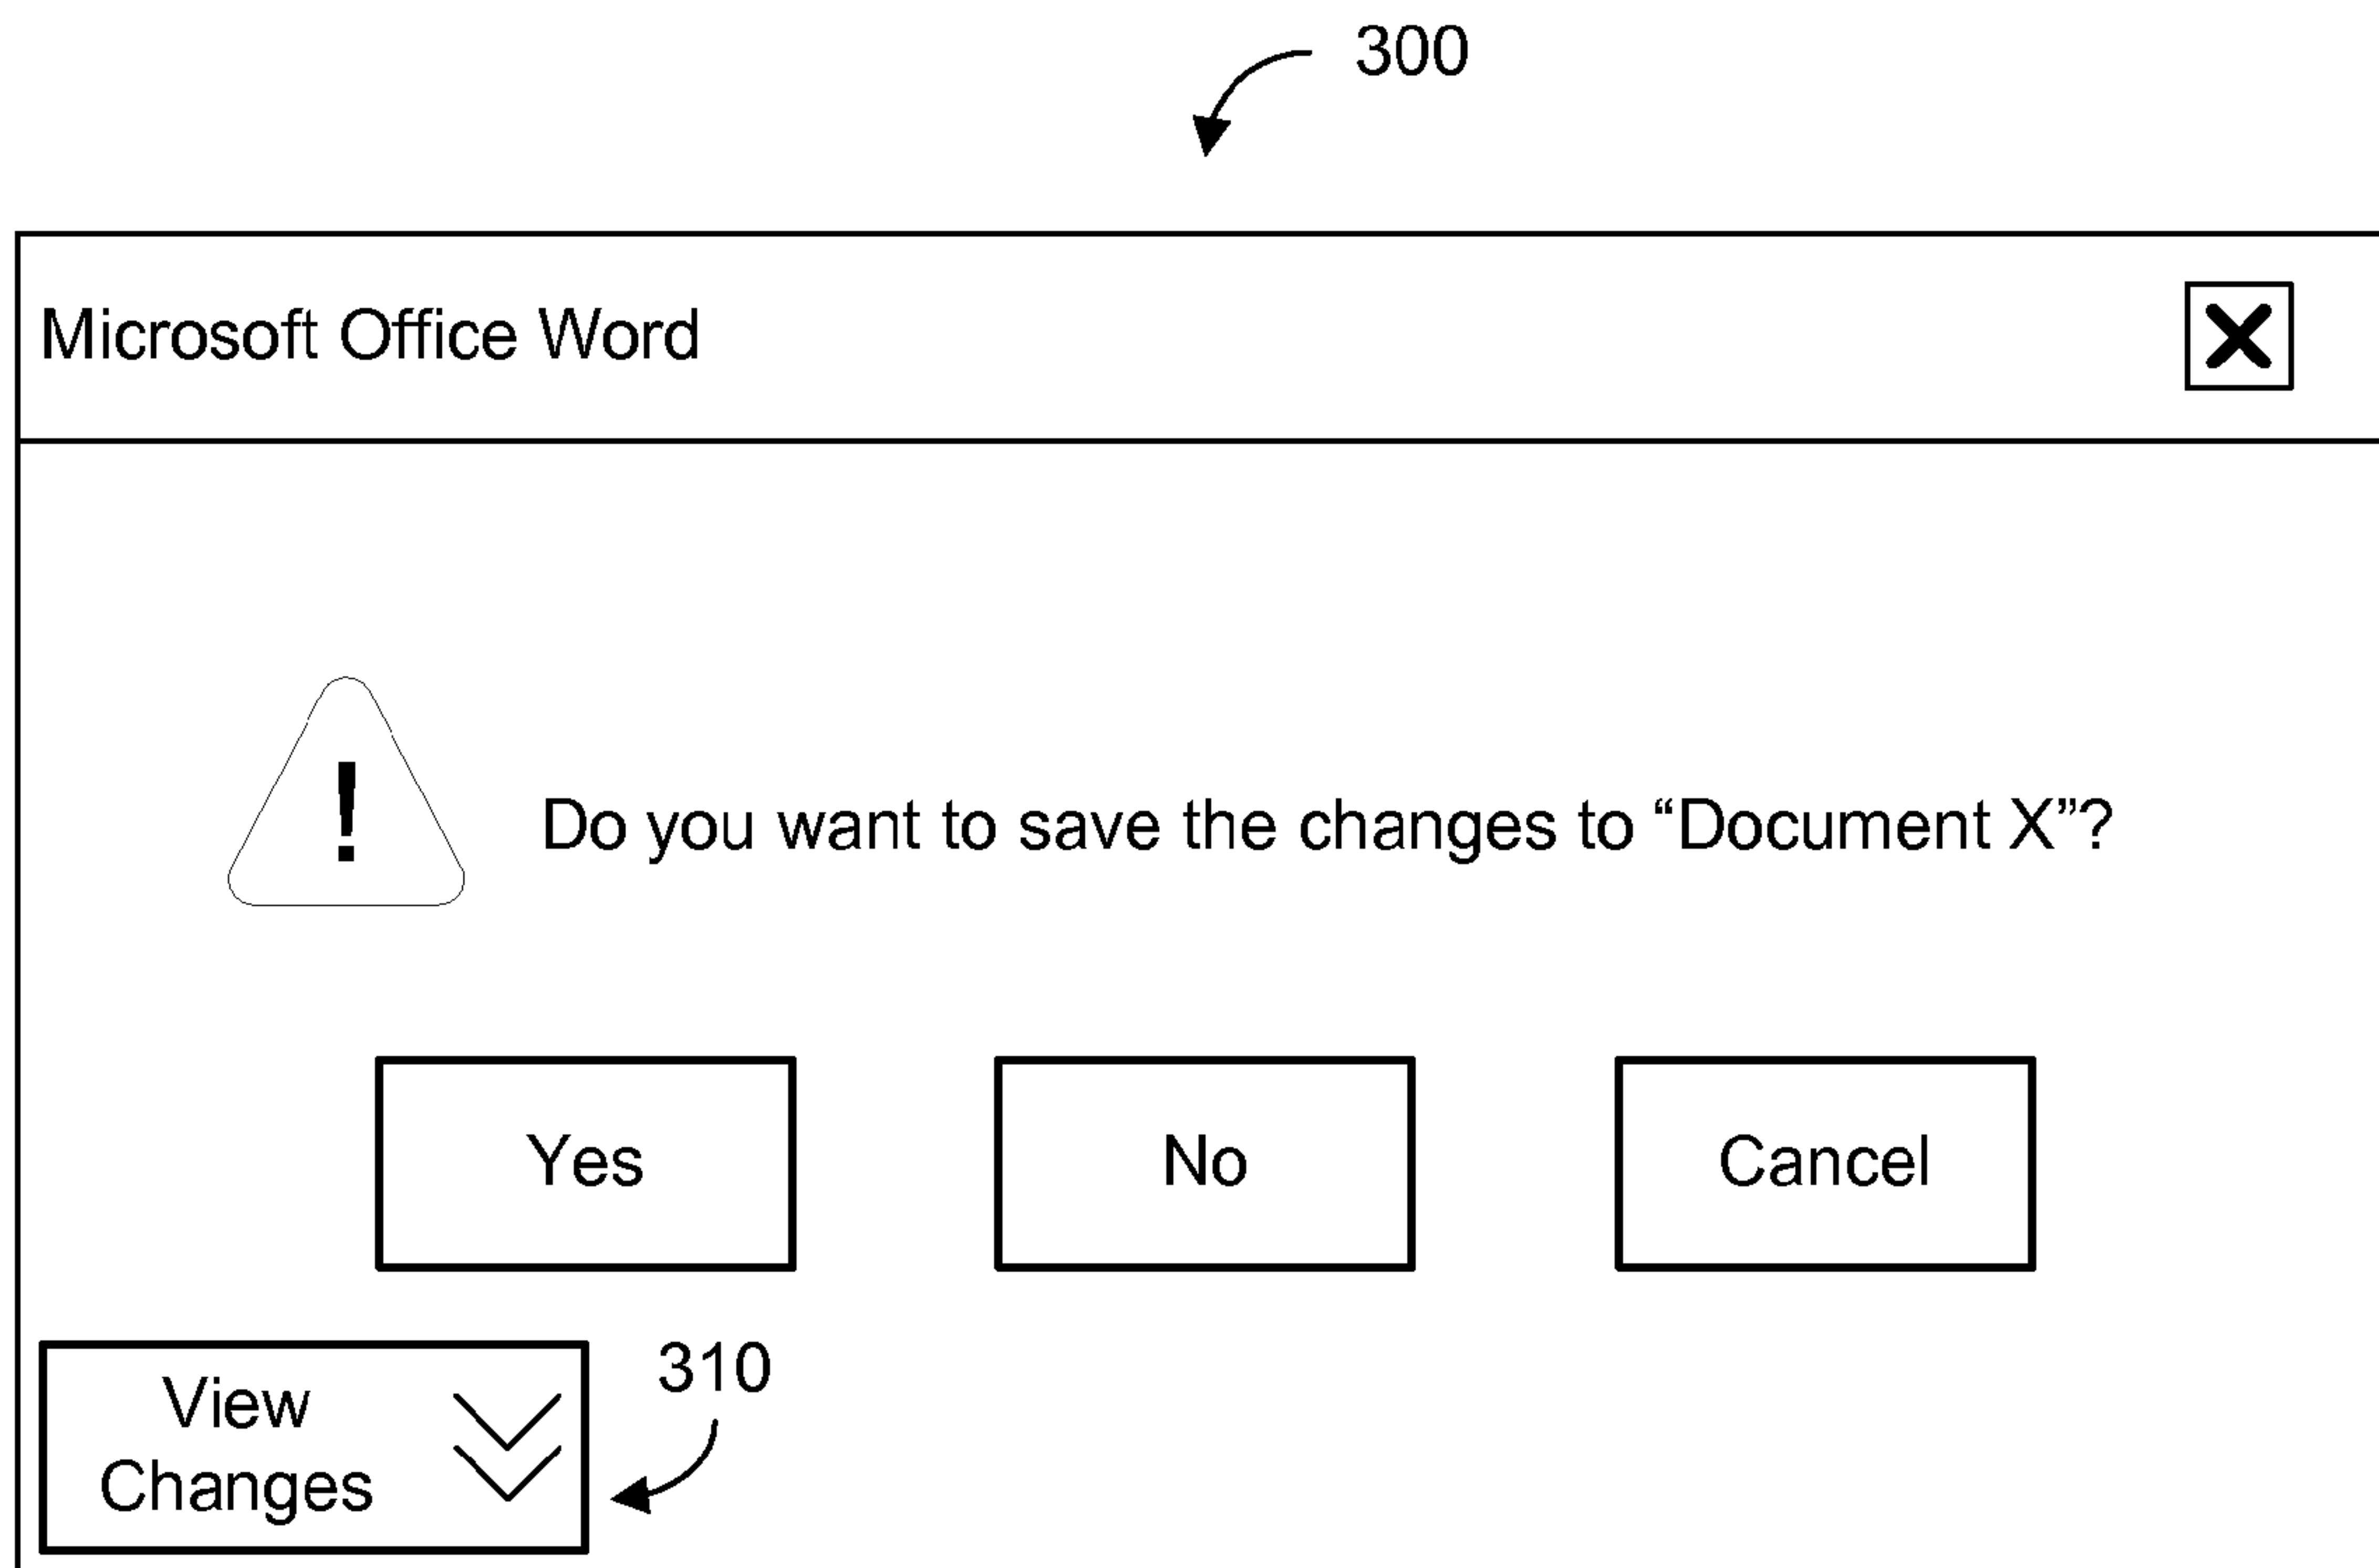 300
Microsoft Office Word
!
Do you want to save the changes to “Document X”?
Yes No Cancel
View
Changes
310